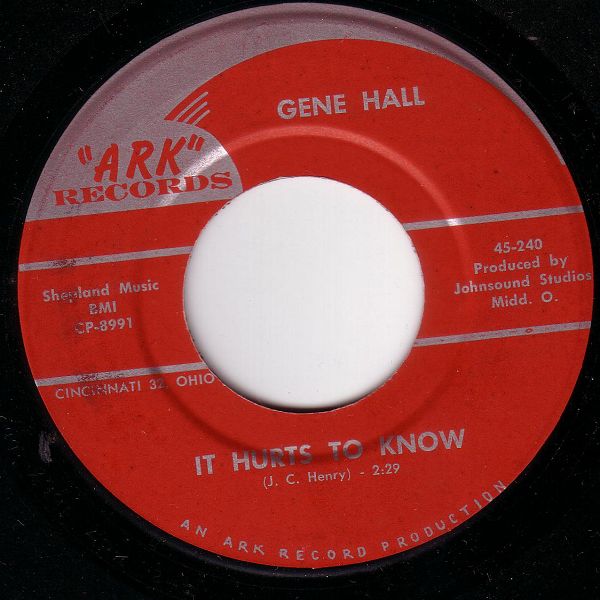 GENE HALL
"ARK"
RECORDS
45-240
Produced by
Johnsound Studios
Midd. O.
Shepland Music
BMI
CP-8991
CINCINNATI 32, OHIO
IT HURTS TO KNOW
(J. C. Henry) - 2:29
AN ARK RECORD PRODUCTION